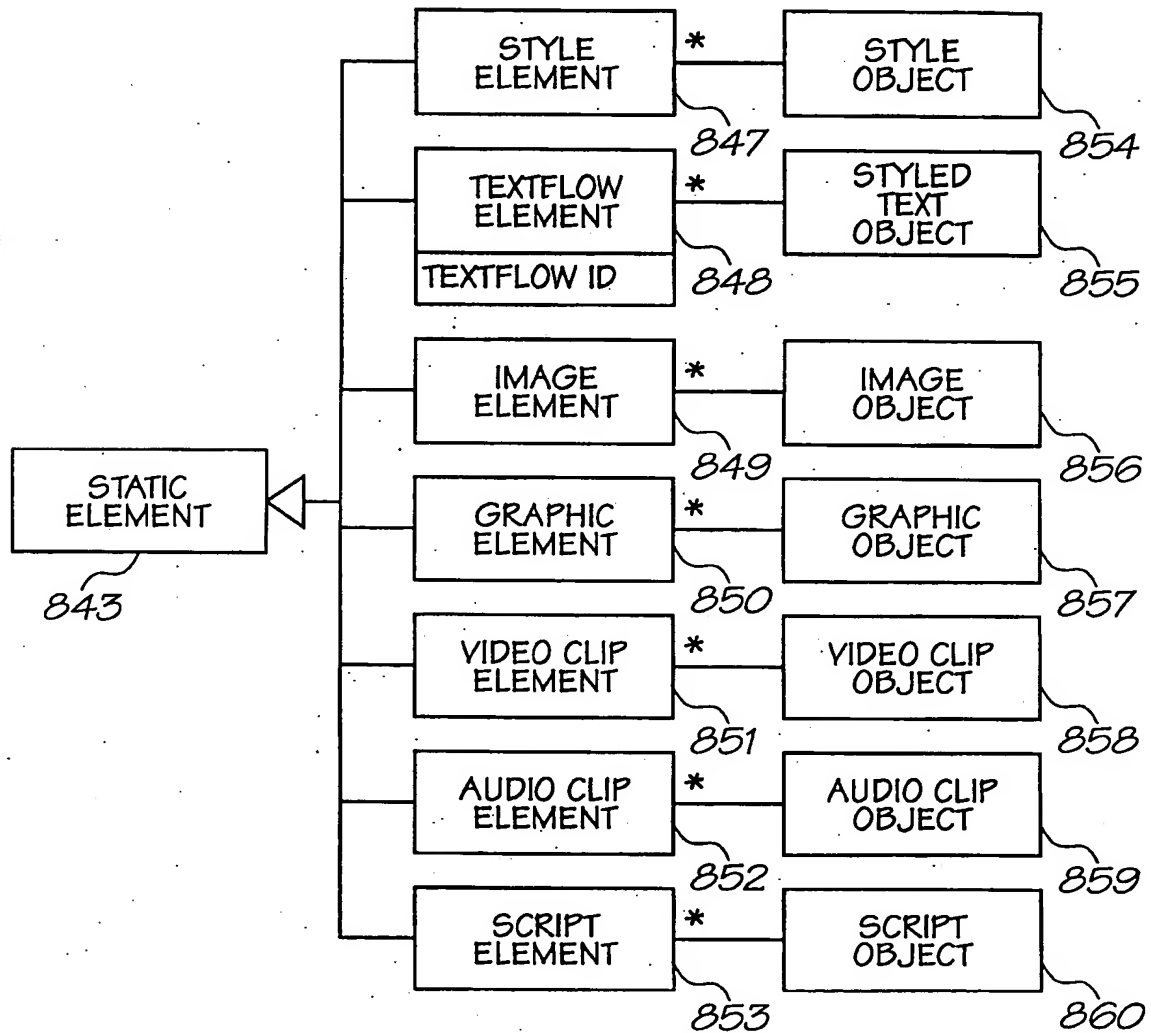 STYLE
ELEMENT
*
847
STYLE
OBJECT
854
TEXTFLOW
ELEMENT
TEXTFLOW ID
*
848
STYLED
TEXT
OBJECT
855
IMAGE
ELEMENT
*
849
IMAGE
OBJECT
856
STATIC
ELEMENT
843
GRAPHIC
ELEMENT
*
850
GRAPHIC
OBJECT
857
VIDEO CLIP
ELEMENT
*
851
VIDEO CLIP
OBJECT
858
AUDIO CLIP
ELEMENT
*
852
AUDIO CLIP
OBJECT
859
SCRIPT
ELEMENT
*
853
SCRIPT
OBJECT
860